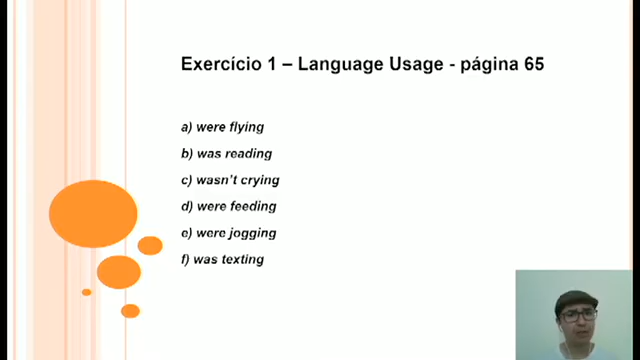 Exercício 1 – Language Usage - página 65
a) were flying
b) was reading
c) wasn't crying
d) were feeding
e) were jogging
f) was texting